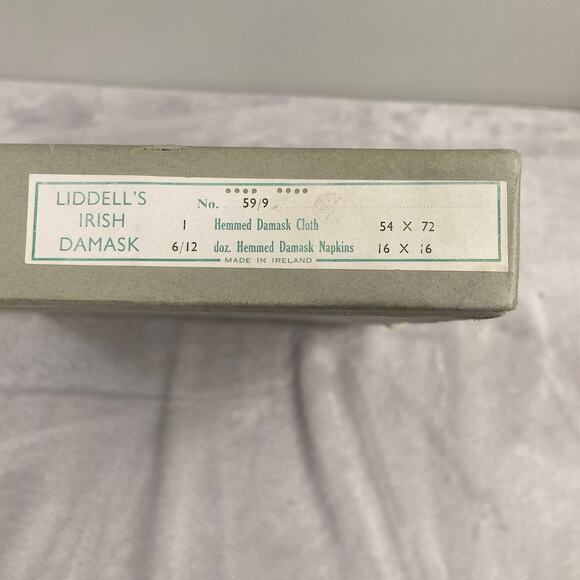 LIDDELL'S
IRISH
DAMASK
No. 59/9
1 Hemmed Damask Cloth 54 X 72
6/12 doz. Hemmed Damask Napkins 16 X 16
MADE IN IRELAND